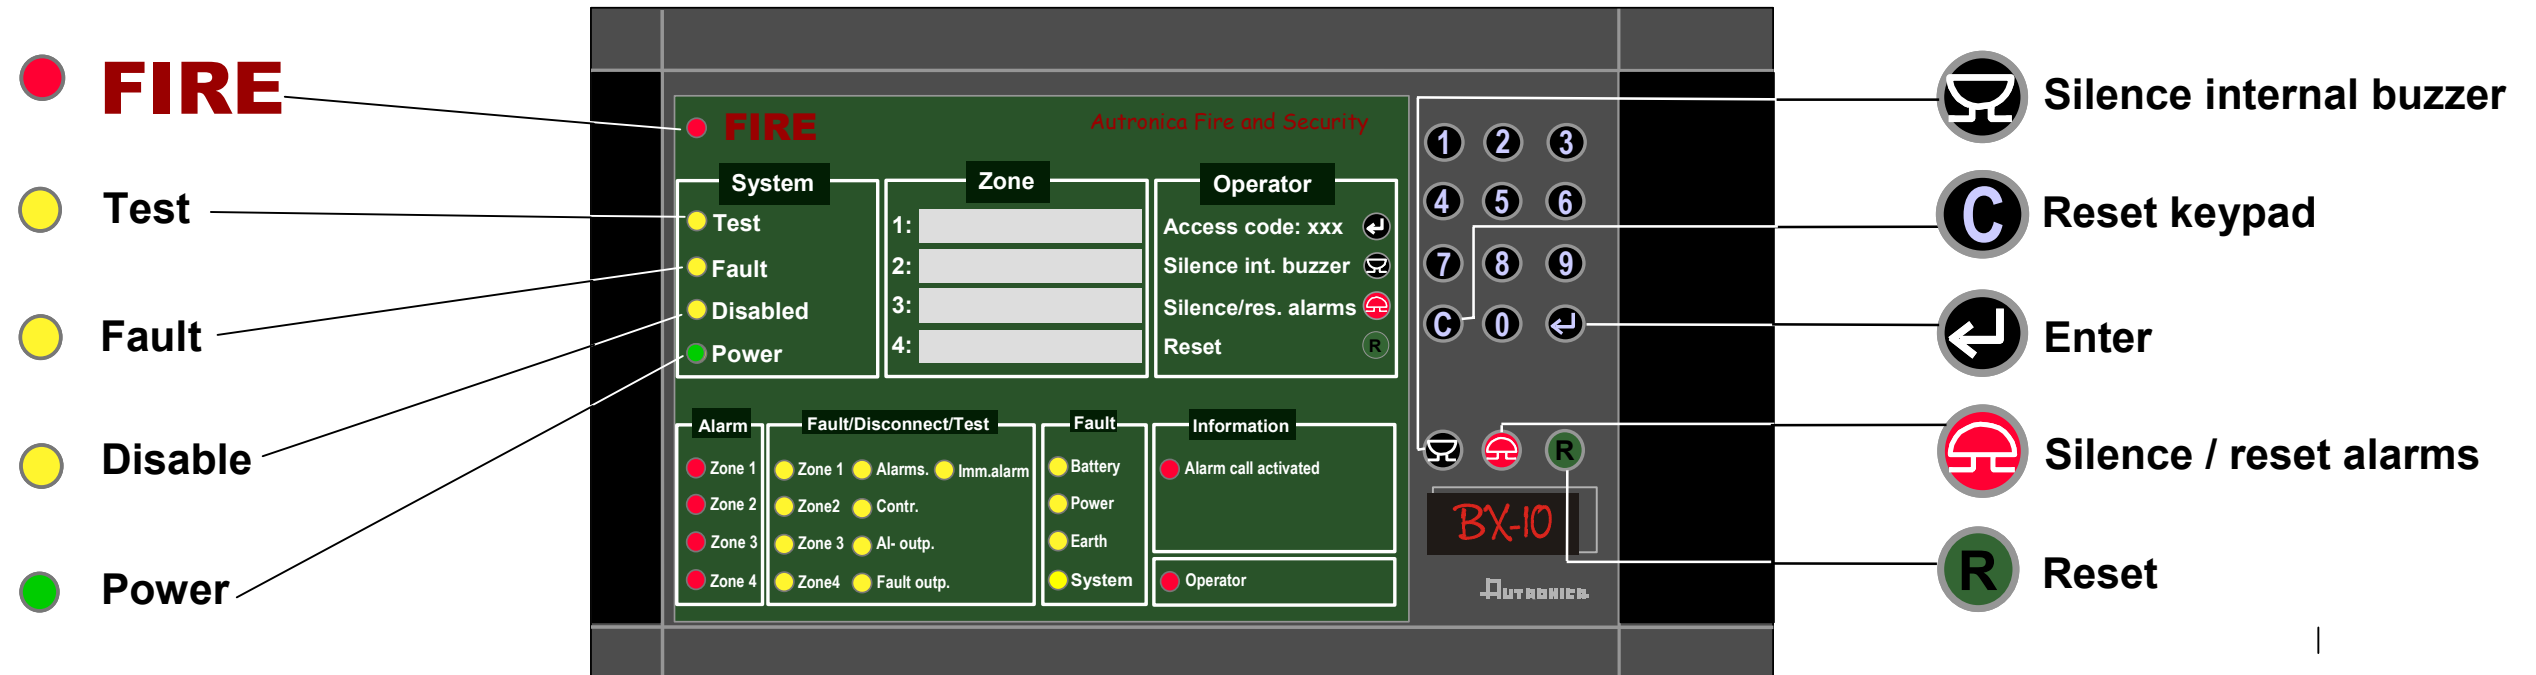 FIRE
Test
Fault
Disable
Power
FIRE
Autronica Fire and Security
System
Test
Fault
Disabled
Power
Zone
1:
2:
3:
4:
Operator
Access code: xxx
Silence int. buzzer
Silence/res. alarms
Reset R
Alarm
Zone 1
Zone 2
Zone 3
Zone 4
Fault/Disconnect/Test
Zone 1 Alarms. Imm.alarm
Zone2 Contr.
Zone 3 Al- outp.
Zone4 Fault outp.
Fault
Battery
Power
Earth
System
Information
Alarm call activated
Operator
1 2 3
4 5 6
7 8 9
C 0
R
BX-10
AUTRONICA
Silence internal buzzer
C Reset keypad
Enter
Silence / reset alarms
R Reset